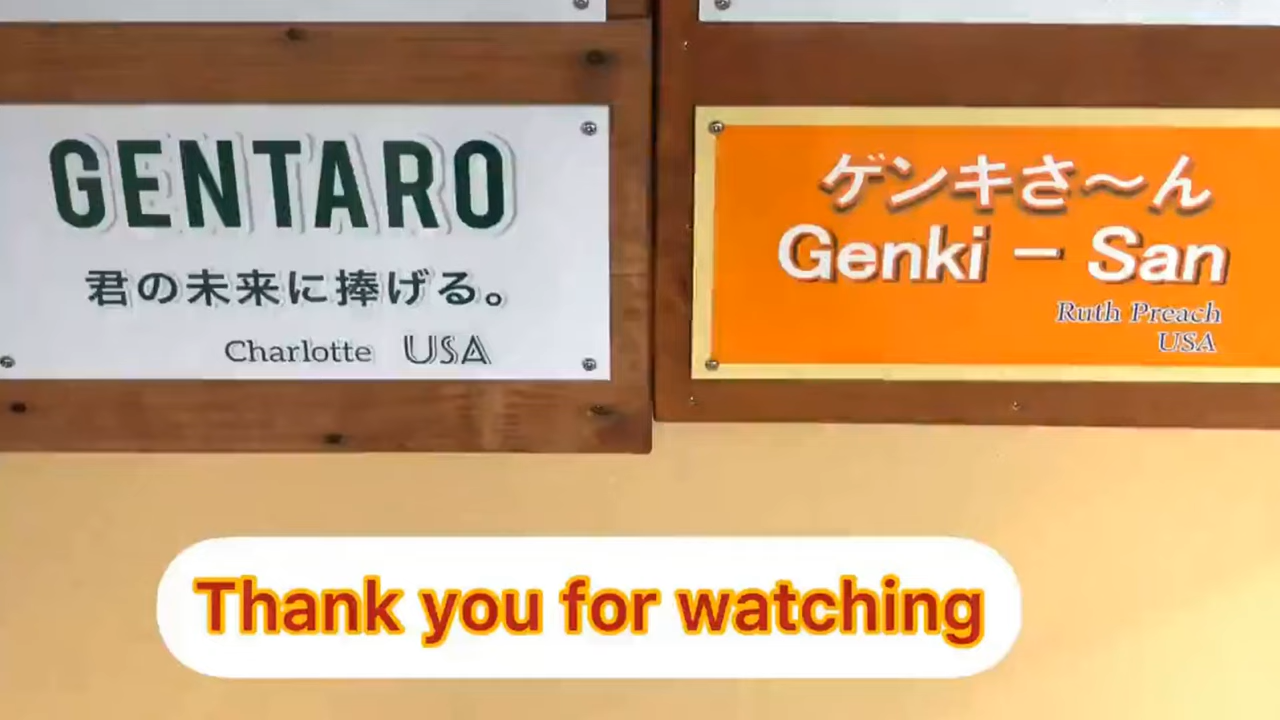 GENTARO
君の未来に捧げる。
Charlotte USA
ゲンキさ〜ん
Genki - San
Ruth Preach
USA
Thank you for watching